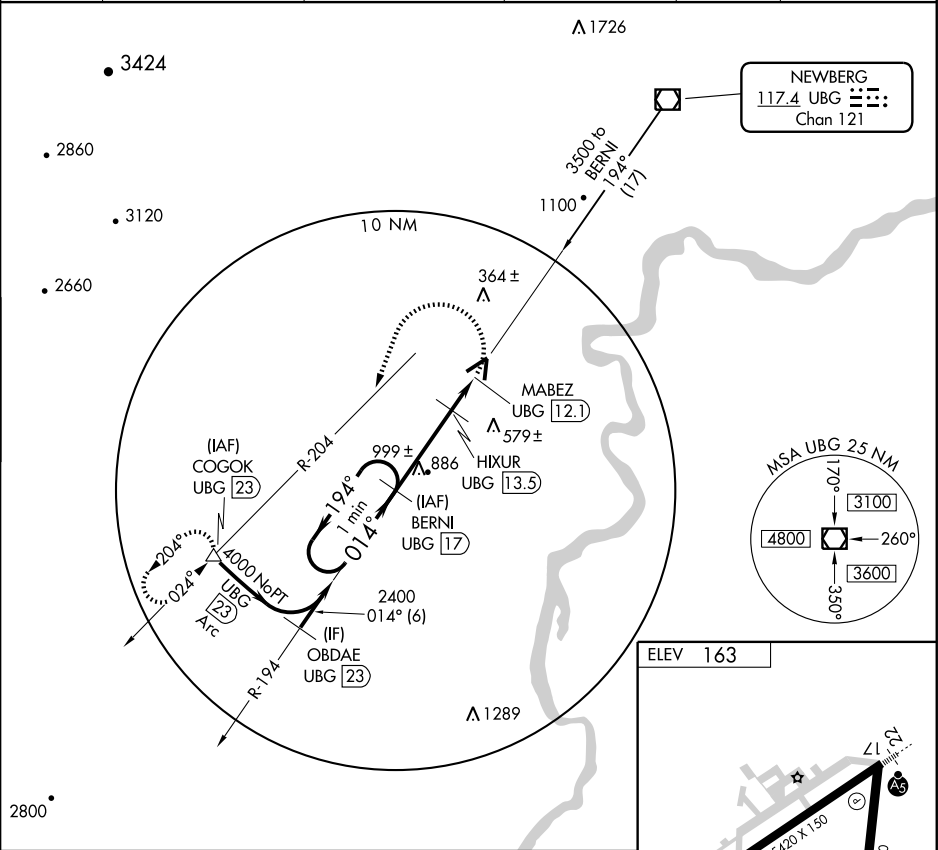 1726
3424
NEWBERG
117.4 UBG
Chan 121
2860
3500 to
BERNI
194°
(17)
1100
3120
10 NM
2660
364 ±
MABEZ
UBG 12.1
579 ±
(IAF)
COGOK
UBG 23
R-204
999 ±
886
HIXUR
UBG 13.5
194°
1 min
014°
(IAF)
BERNI
UBG 17
MSA UBG 25 NM
170°
3100
4800
260°
3600
350°
204°
024°
4000 NoPT
UBG
23
Arc
2400
014° (6)
(IF)
OBDAE
UBG 23
R-194
1289
ELEV 163
17
22
A5
P
2800